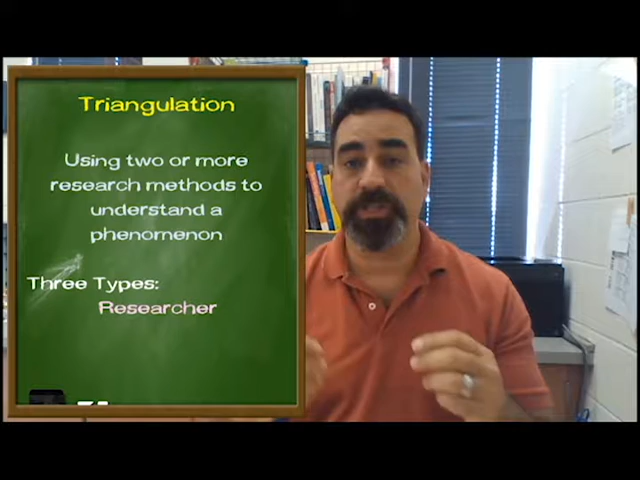 Triangulation
Using two or more
research methods to
understand a
phenomenon
Three Types:
Researcher